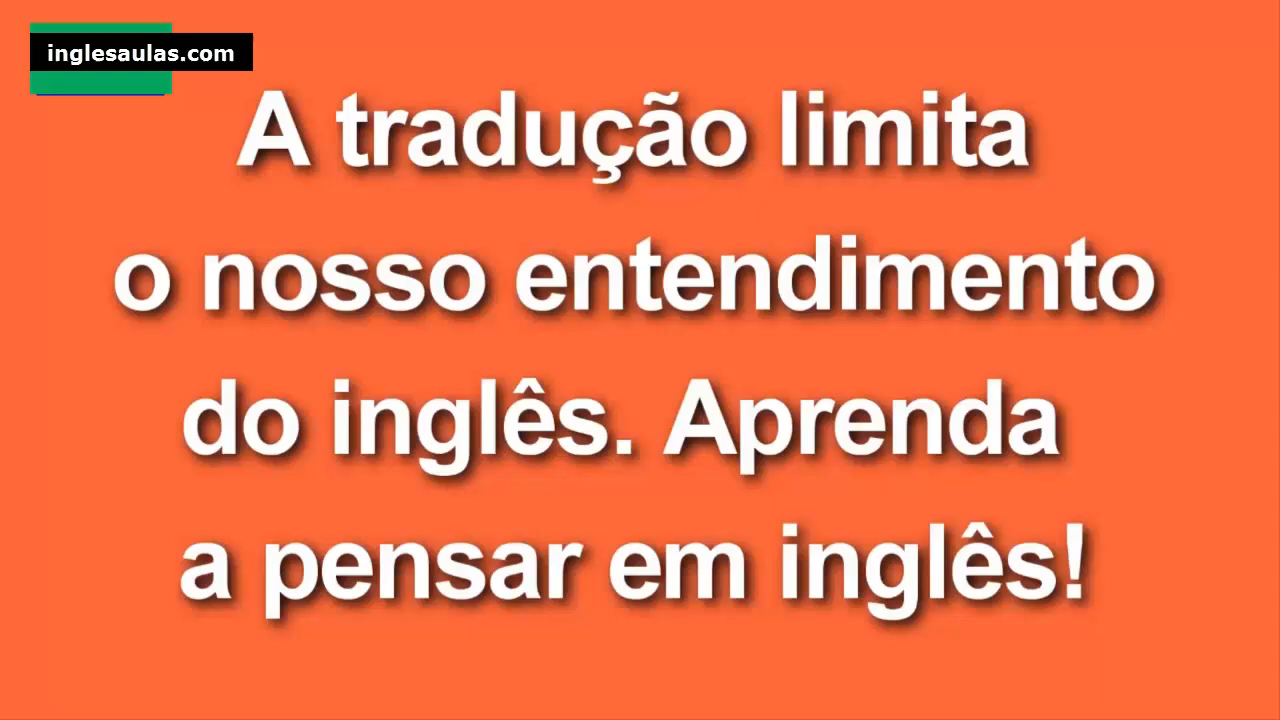 inglesaulas.com
A tradução limita
o nosso entendimento
do inglês. Aprenda
a pensar em inglês!